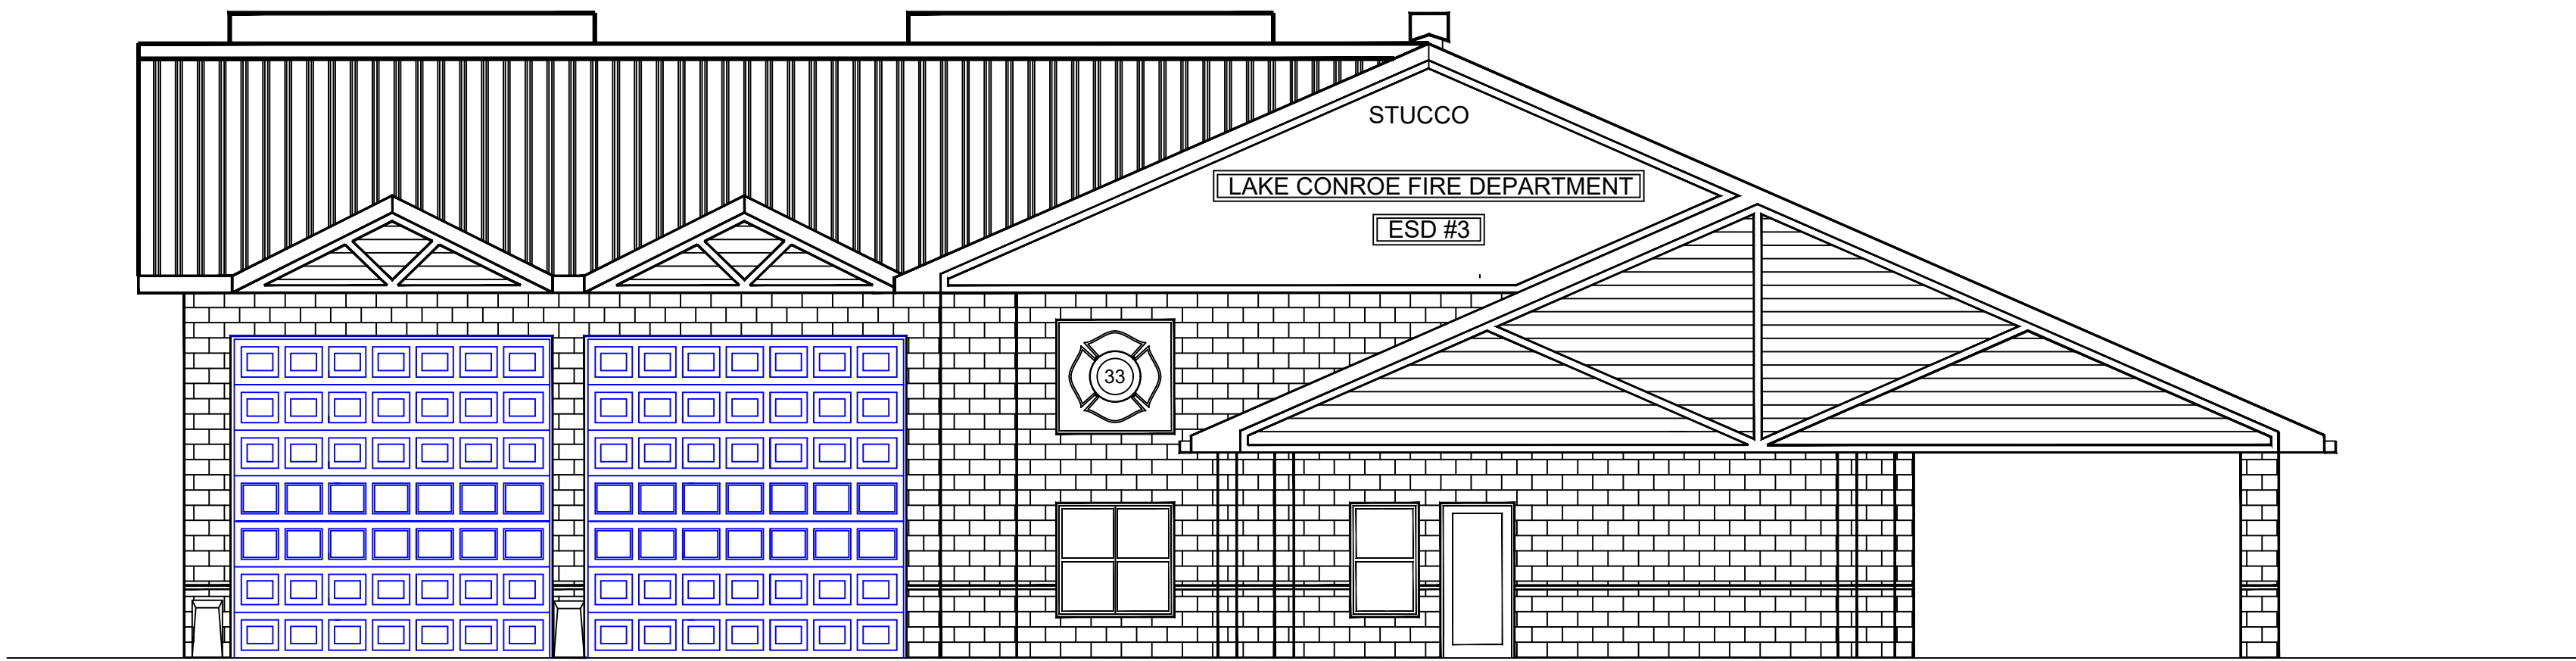 STUCCO
LAKE CONROE FIRE DEPARTMENT
ESD #3
33